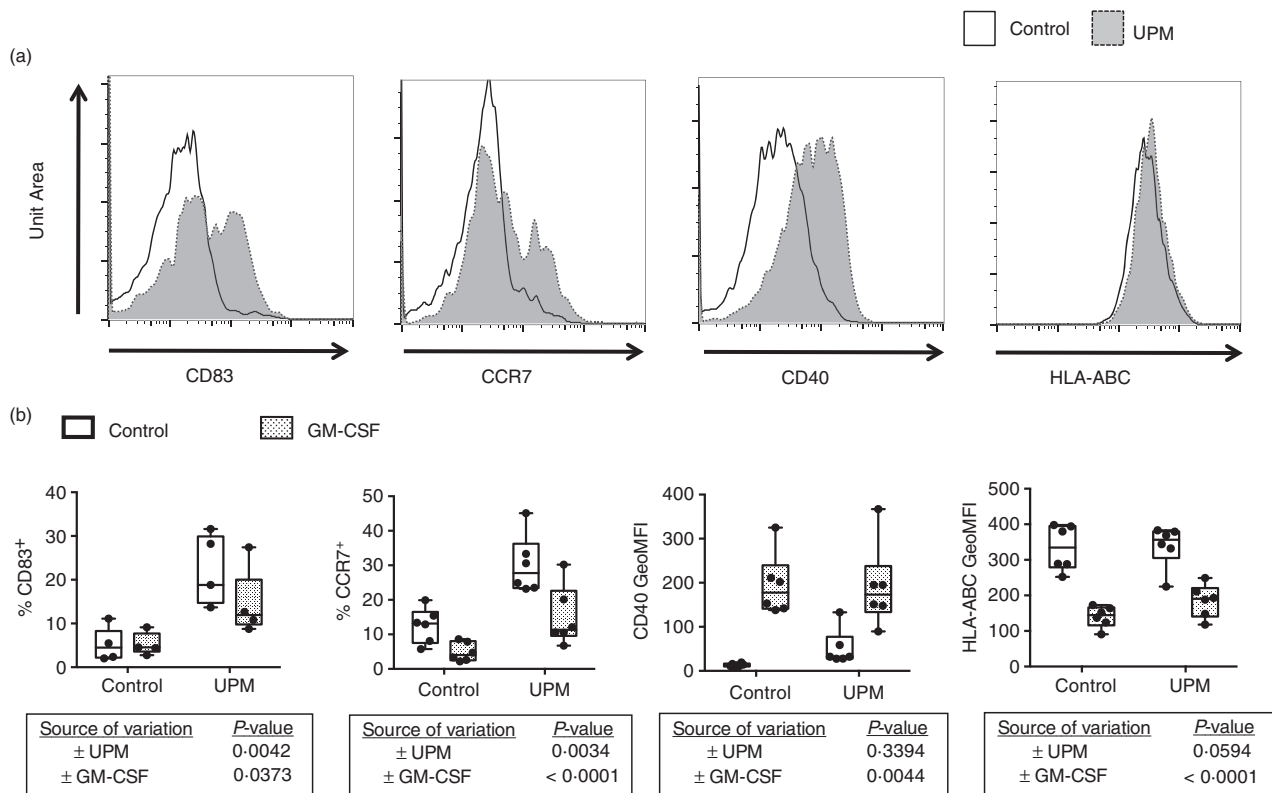 Control UPM
(a)
Unit Area
CD83 CCR7 CD40 HLA-ABC
(b)
Control GM-CSF
% CD83+
40
30
20
10
0
Control UPM
% CCR7+
50
40
30
20
10
0
Control UPM
CD40 GeoMFI
400
300
200
100
0
Control UPM
HLA-ABC GeoMFI
500
400
300
200
100
0
Control UPM
Source of variation P-value
± UPM 0·0042
± GM-CSF 0·0373
Source of variation P-value
± UPM 0·0034
± GM-CSF < 0·0001
Source of variation P-value
± UPM 0·3394
± GM-CSF 0·0044
Source of variation P-value
± UPM 0·0594
± GM-CSF < 0·0001